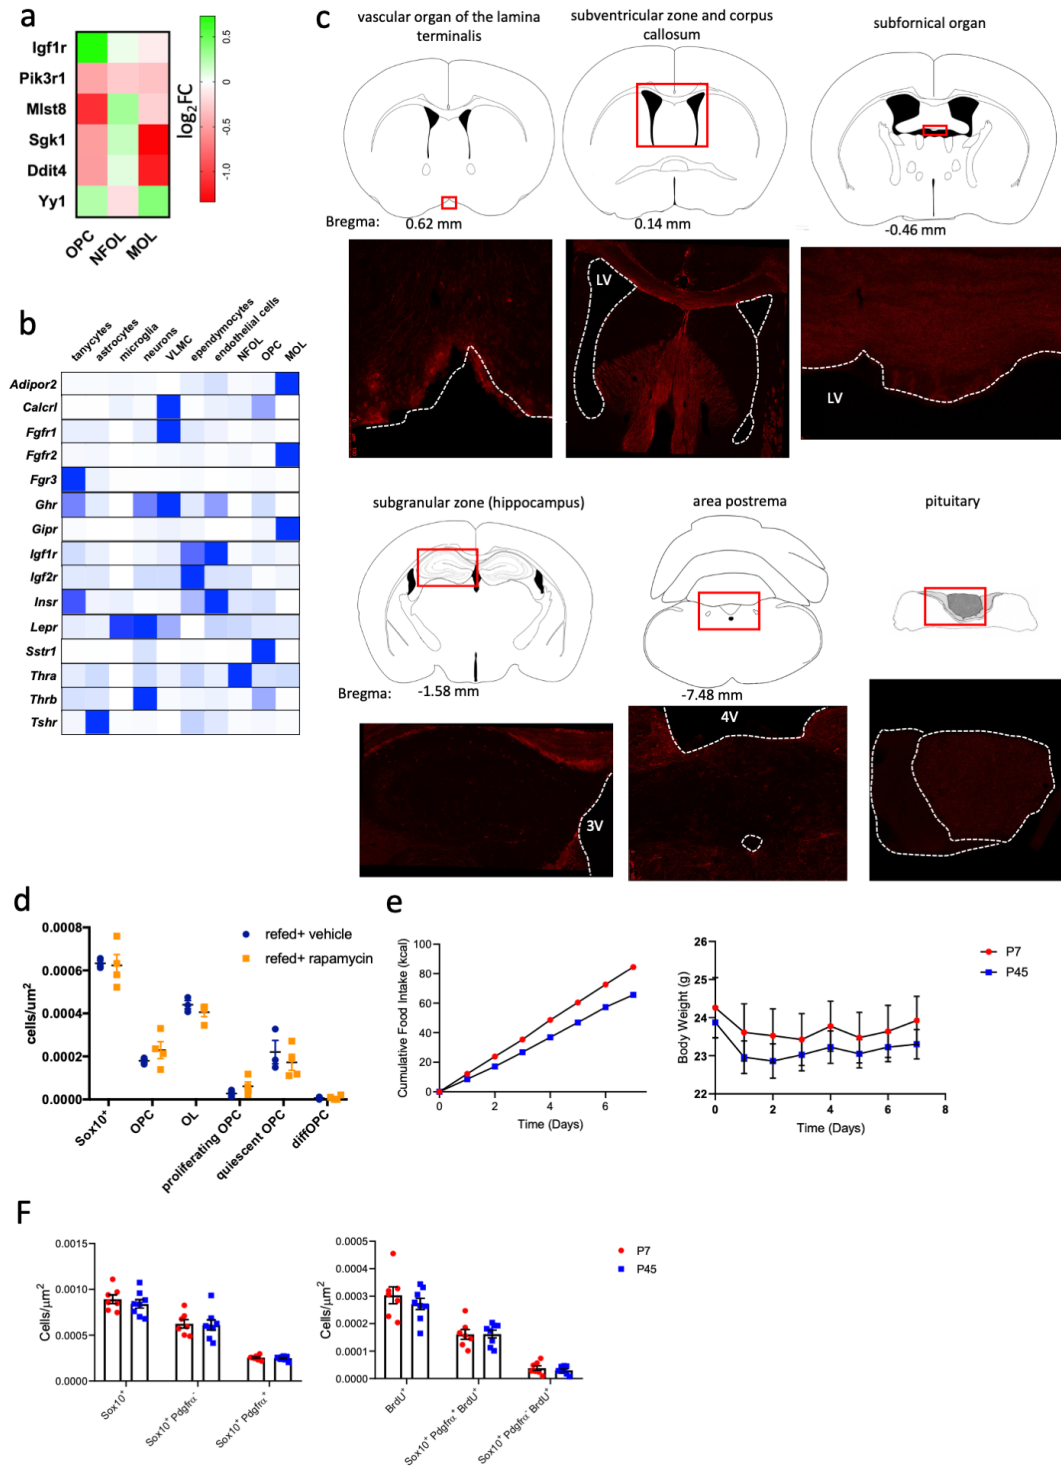 a
Igf1r
Pik3r1
Mlst8
Sgk1
Ddit4
Yy1
OPC
NFOL
MOL
0.5
0
-0.5
-1.0
log2FC
b
tanycytes
astrocytes
microglia
neurons
VLMC
ependymocytes
endothelial cells
NFOL
OPC
MOL
Adipor2
Calcrl
Fgfr1
Fgfr2
Fgr3
Ghr
Gipr
Igf1r
Igf2r
Insr
Lepr
Sstr1
Thra
Thrb
Tshr
c
vascular organ of the lamina
terminalis
subventricular zone and corpus
callosum
subfornical organ
Bregma:
0.62 mm
0.14 mm
-0.46 mm
LV
LV
subgranular zone (hippocampus)
area postrema
pituitary
Bregma:
-1.58 mm
-7.48 mm
3V
4V
d
cells/um²
0.0008
0.0006
0.0004
0.0002
0.0000
refed+ vehicle
refed+ rapamycin
Sox10⁺
OPC
OL
proliferating OPC
quiescent OPC
diffOPC
e
Cumulative Food Intake (kcal)
100
80
60
40
20
0
0
2
4
6
Time (Days)
Body Weight (g)
26
25
24
23
22
0
2
4
6
8
Time (Days)
P7
P45
F
Cells/µm²
0.0015
0.0010
0.0005
0.0000
Sox10⁺
Sox10⁺ Pdgfrα⁻
Sox10⁺ Pdgfrα⁺
Cells/µm²
0.0005
0.0004
0.0003
0.0002
0.0001
0.0000
BrdU⁺
Sox10⁺ Pdgfrα⁺ BrdU⁺
Sox10⁺ Pdgfrα⁻ BrdU⁺
P7
P45